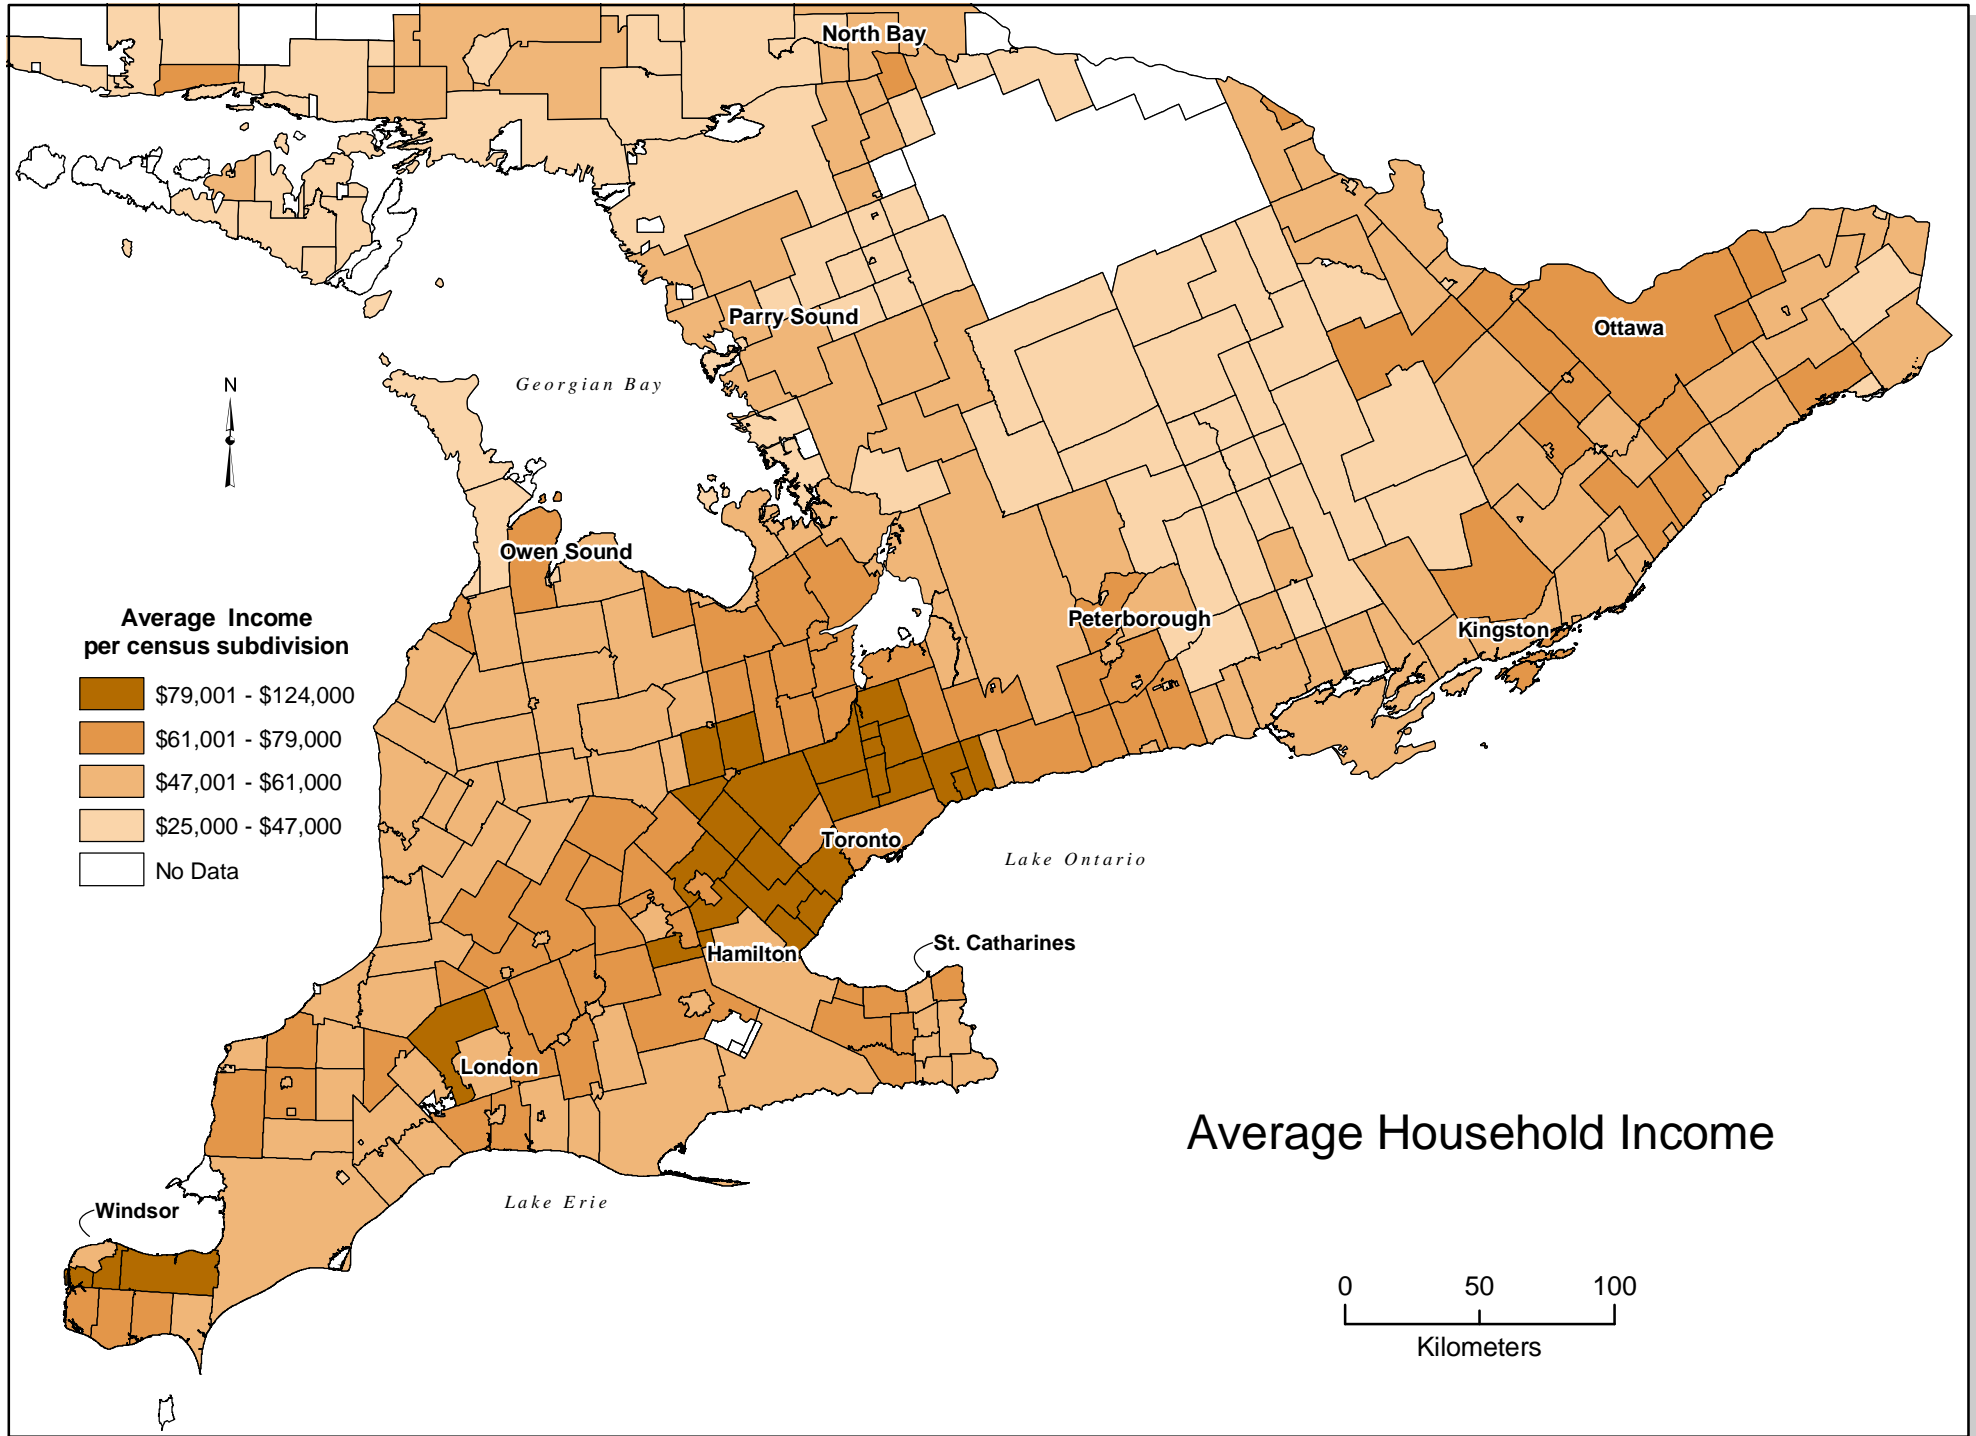 North Bay
Parry Sound
Ottawa
Georgian Bay
N
Owen Sound
Average Income
per census subdivision
$79,001 - $124,000
$61,001 - $79,000
$47,001 - $61,000
$25,000 - $47,000
No Data
Peterborough
Kingston
Toronto
Lake Ontario
Hamilton
St. Catharines
London
Average Household Income
Lake Erie
Windsor
0 50 100
Kilometers